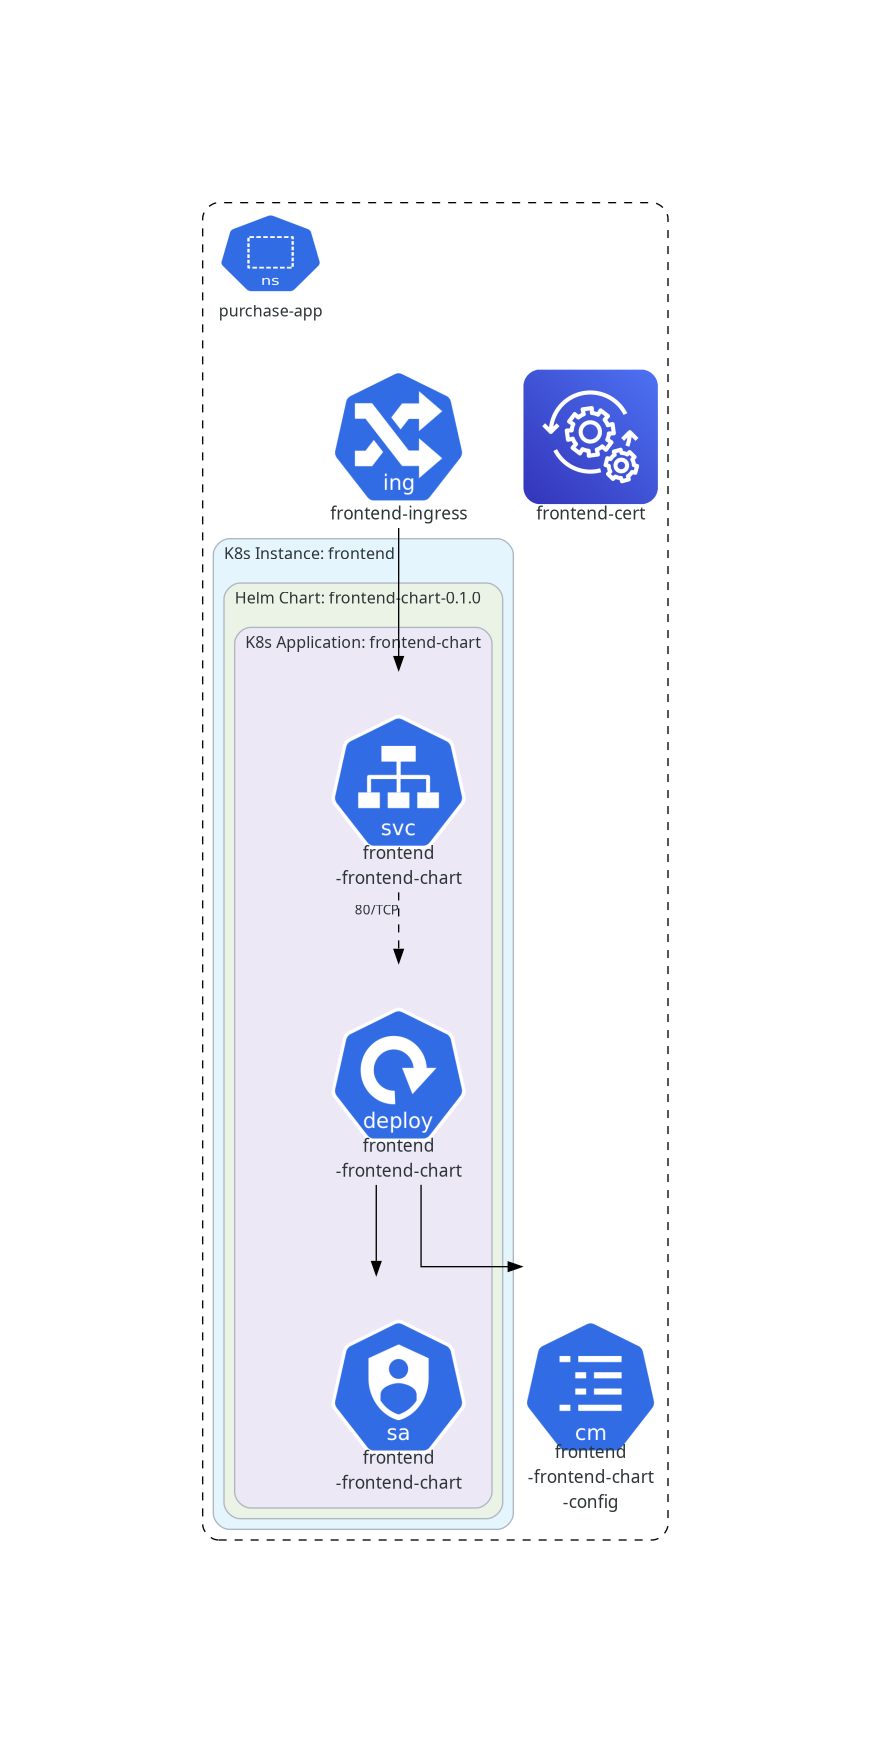 ns
purchase-app
ing
frontend-ingress
frontend-cert
K8s Instance: frontend
Helm Chart: frontend-chart-0.1.0
K8s Application: frontend-chart
svc
frontend
-frontend-chart
80/TCP
deploy
frontend
-frontend-chart
sa
frontend
-frontend-chart
cm
frontend
-frontend-chart
-config